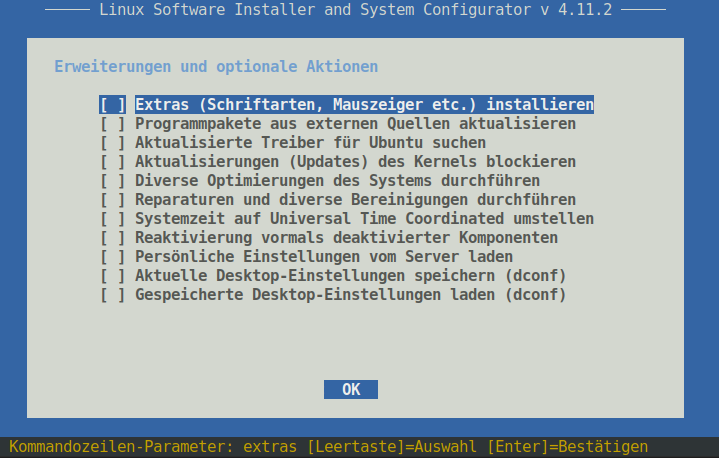 Linux Software Installer and System Configurator v 4.11.2
Erweiterungen und optionale Aktionen
[ ] Extras (Schriftarten, Mauszeiger etc.) installieren
[ ] Programmpakete aus externen Quellen aktualisieren
[ ] Aktualisierte Treiber für Ubuntu suchen
[ ] Aktualisierungen (Updates) des Kernels blockieren
[ ] Diverse Optimierungen des Systems durchführen
[ ] Reparaturen und diverse Bereinigungen durchführen
[ ] Systemzeit auf Universal Time Coordinated umstellen
[ ] Reaktivierung vormals deaktivierter Komponenten
[ ] Persönliche Einstellungen vom Server laden
[ ] Aktuelle Desktop-Einstellungen speichern (dconf)
[ ] Gespeicherte Desktop-Einstellungen laden (dconf)
OK
Kommandozeilen-Parameter: extras [Leertaste]=Auswahl [Enter]=Bestätigen